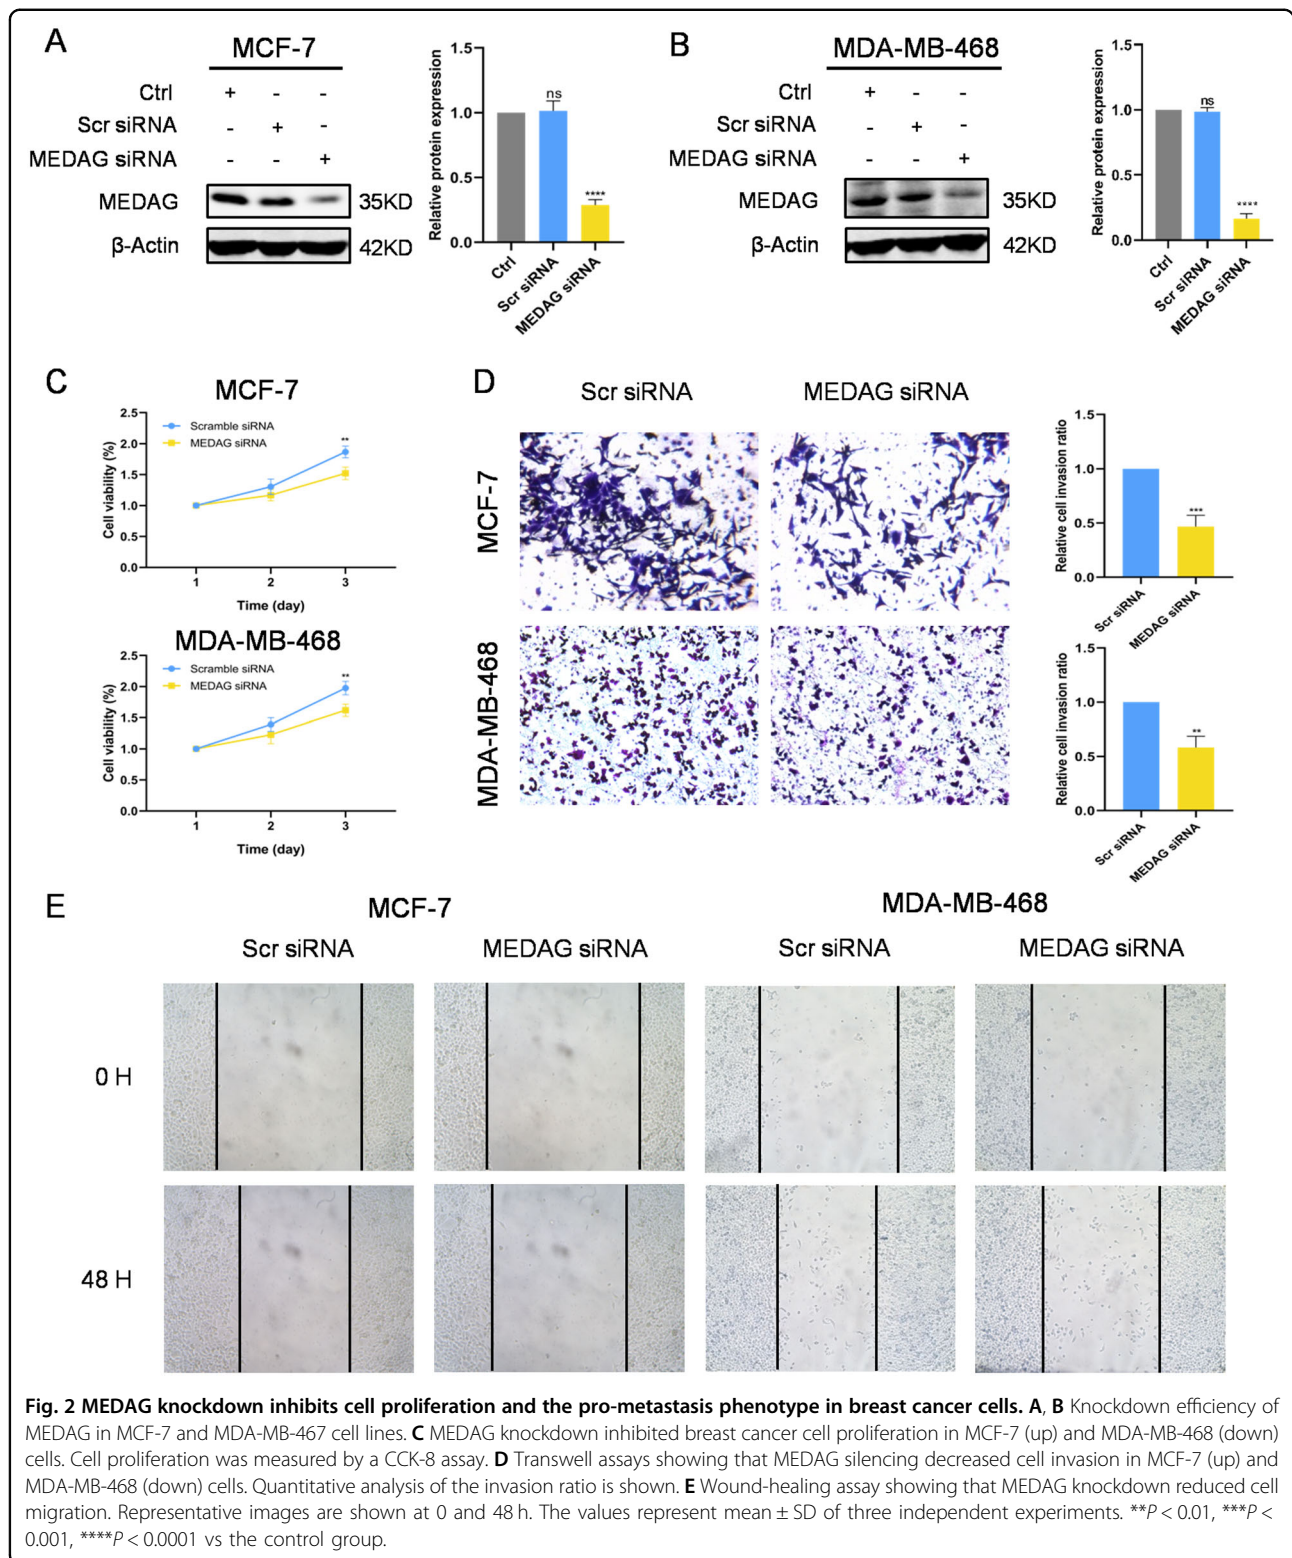 A
MCF-7
Ctrl + - -
Scr siRNA - + -
MEDAG siRNA - - +
MEDAG 35KD
β-Actin 42KD
Relative protein expression
1.5
1.0
0.5
0.0
ns
****
Ctrl
Scr siRNA
MEDAG siRNA
B
MDA-MB-468
Ctrl + - -
Scr siRNA - + -
MEDAG siRNA - - +
MEDAG 35KD
β-Actin 42KD
Relative protein expression
1.5
1.0
0.5
0.0
ns
****
Ctrl
Scr siRNA
MEDAG siRNA
C
MCF-7
Cell viability (%)
2.5
2.0
1.5
1.0
0.5
0.0
Scramble siRNA
MEDAG siRNA
**
1 2 3
Time (day)
MDA-MB-468
Cell viability (%)
2.5
2.0
1.5
1.0
0.5
0.0
Scramble siRNA
MEDAG siRNA
**
1 2 3
Time (day)
D
Scr siRNA MEDAG siRNA
MCF-7
MDA-MB-468
Relative cell invasion ratio
1.5
1.0
0.5
0.0
***
Scr siRNA
MEDAG siRNA
Relative cell invasion ratio
1.5
1.0
0.5
0.0
**
Scr siRNA
MEDAG siRNA
E
MCF-7 MDA-MB-468
Scr siRNA MEDAG siRNA Scr siRNA MEDAG siRNA
0 H
48 H
Fig. 2 MEDAG knockdown inhibits cell proliferation and the pro-metastasis phenotype in breast cancer cells. A, B Knockdown efficiency of
MEDAG in MCF-7 and MDA-MB-467 cell lines. C MEDAG knockdown inhibited breast cancer cell proliferation in MCF-7 (up) and MDA-MB-468 (down)
cells. Cell proliferation was measured by a CCK-8 assay. D Transwell assays showing that MEDAG silencing decreased cell invasion in MCF-7 (up) and
MDA-MB-468 (down) cells. Quantitative analysis of the invasion ratio is shown. E Wound-healing assay showing that MEDAG knockdown reduced cell
migration. Representative images are shown at 0 and 48 h. The values represent mean ± SD of three independent experiments. **P < 0.01, ***P <
0.001, ****P < 0.0001 vs the control group.